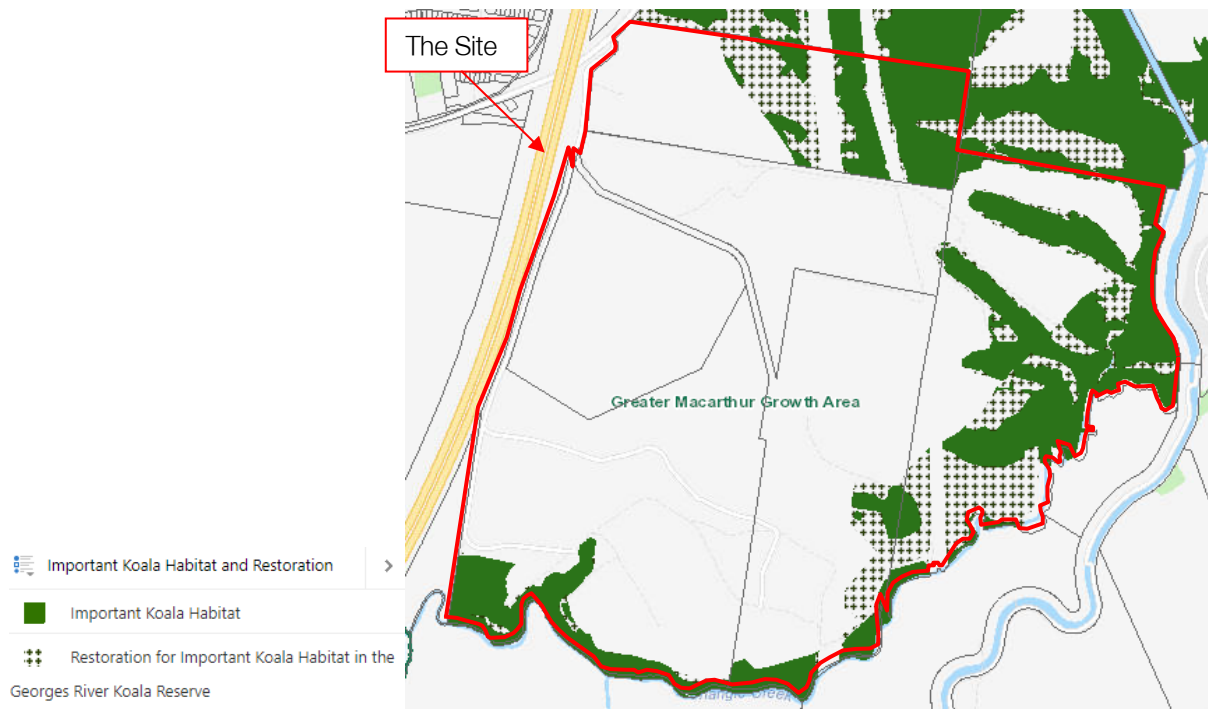 The Site
Greater Macarthur Growth Area
Important Koala Habitat and Restoration
Important Koala Habitat
Restoration for Important Koala Habitat in the
Georges River Koala Reserve